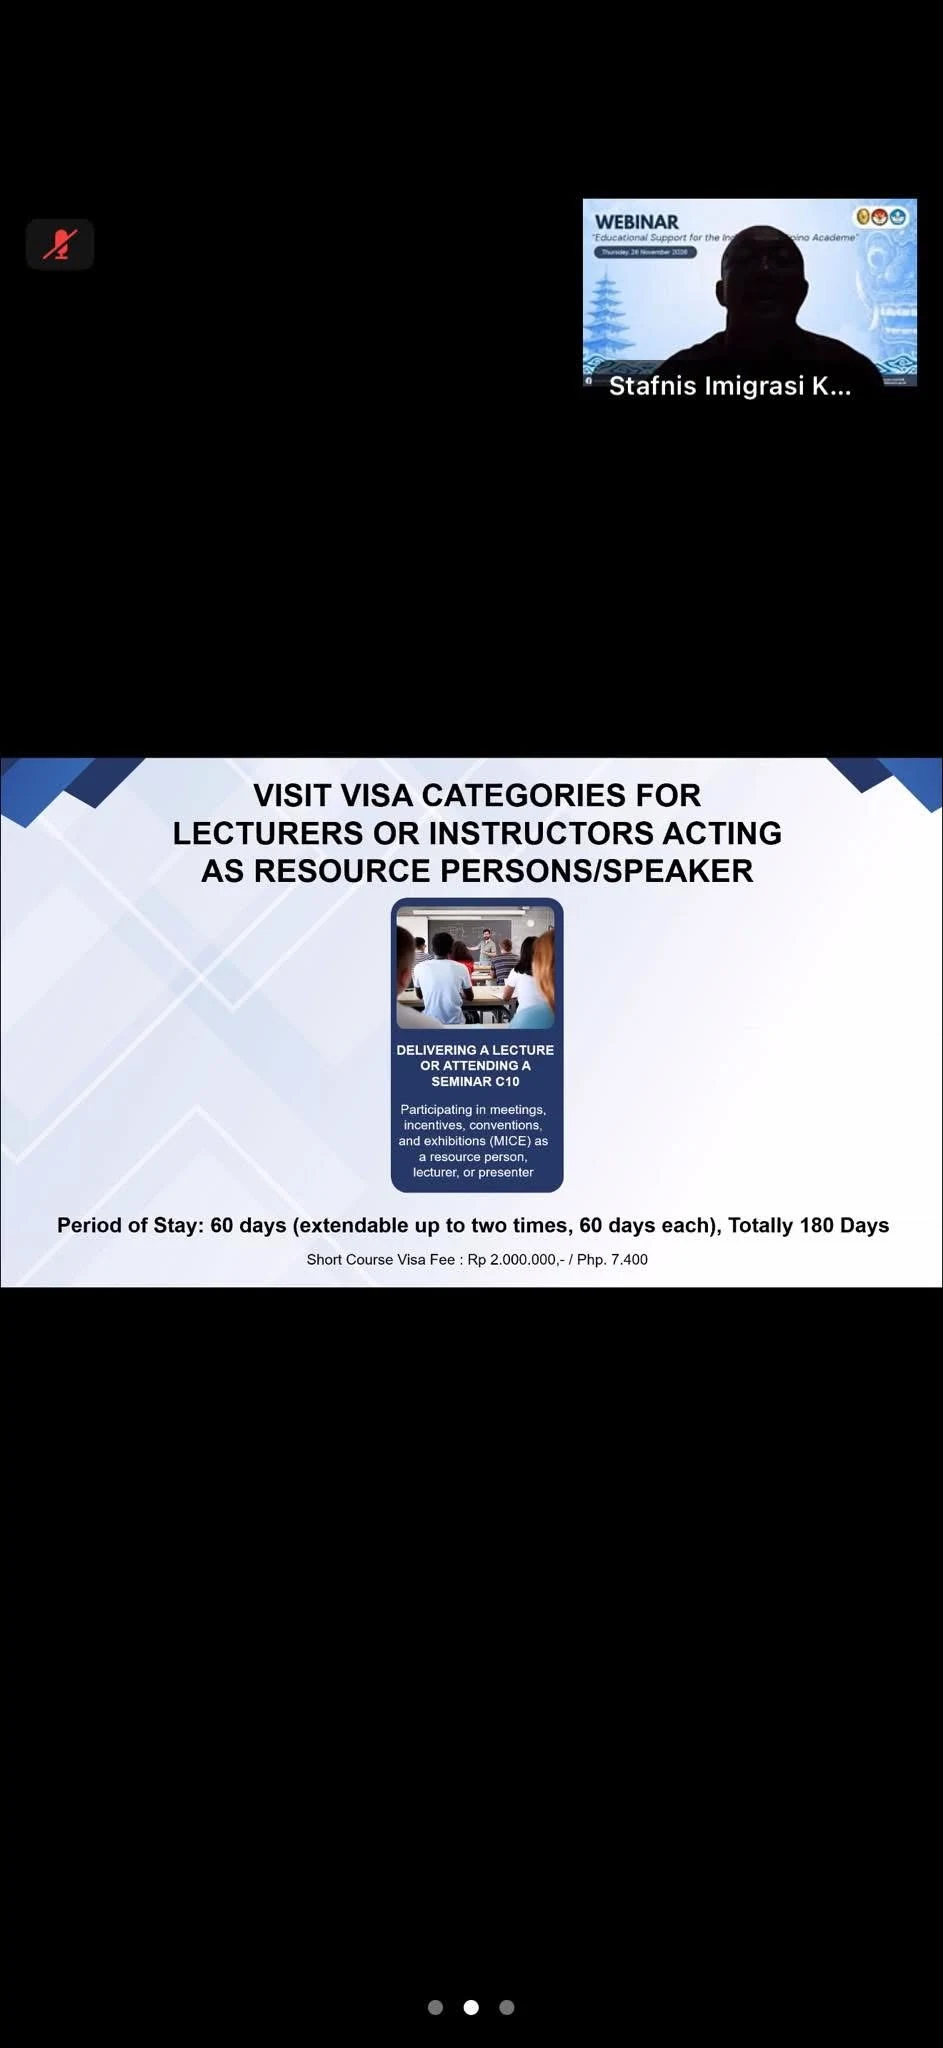 WEBINAR
"Educational Support for the Ind pino Academe"
Thursday, 26 November 2026
Stafnis Imigrasi K...
VISIT VISA CATEGORIES FOR
LECTURERS OR INSTRUCTORS ACTING
AS RESOURCE PERSONS/SPEAKER
DELIVERING A LECTURE
OR ATTENDING A
SEMINAR C10
Participating in meetings,
incentives, conventions,
and exhibitions (MICE) as
a resource person,
lecturer, or presenter
Period of Stay: 60 days (extendable up to two times, 60 days each), Totally 180 Days
Short Course Visa Fee : Rp 2.000.000,- / Php. 7.400